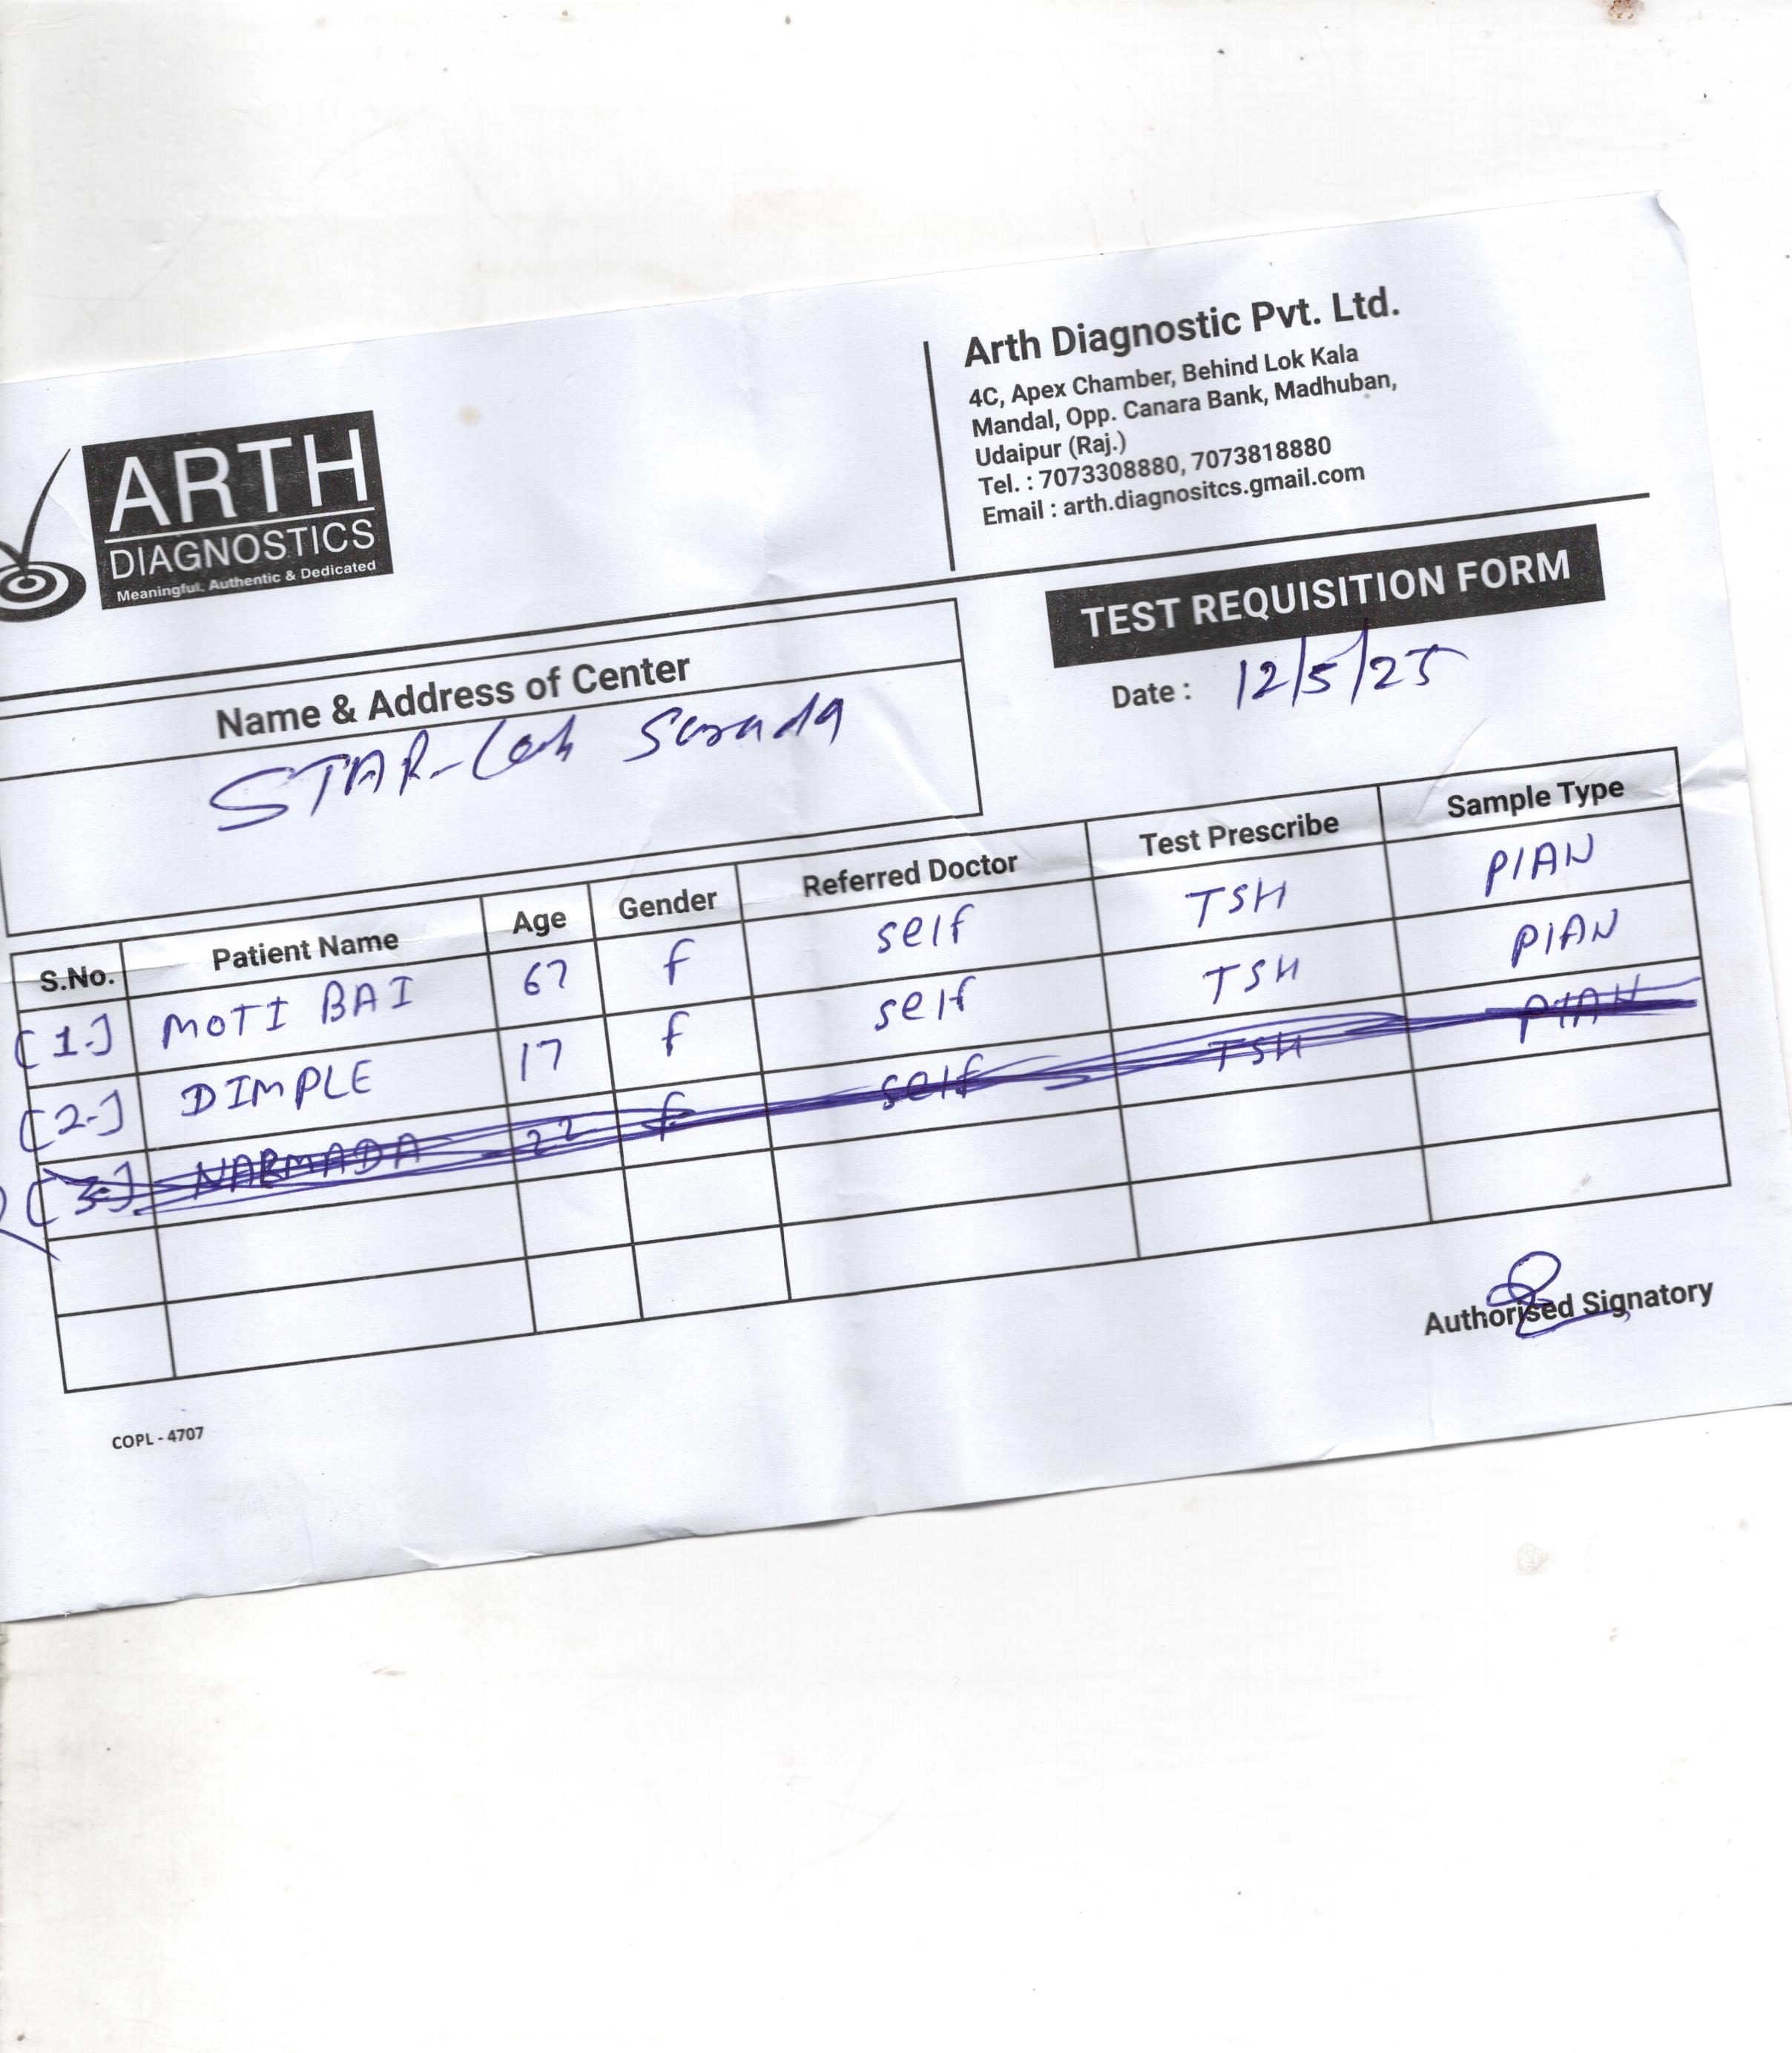 ARTH
DIAGNOSTICS
Meaningful, Authentic & Dedicated
Arth Diagnostic Pvt. Ltd.
4C, Apex Chamber, Behind Lok Kala
Mandal, Opp. Canara Bank, Madhuban,
Udaipur (Raj.)
Tel. : 7073308880, 7073818880
Email : arth.diagnositcs.gmail.com
TEST REQUISITION FORM
Date : 12/5/25
Name & Address of Center
STAR-
S.No. Patient Name Age Gender Referred Doctor Test Prescribe Sample Type
[1-] MOTI BAI 67 f self TSH PIAN
[2-] DIMPLE 17 f self TSH PIAN
[3-] NARMADA 22 f self TSH PIAN
Authorised Signatory
COPL - 4707